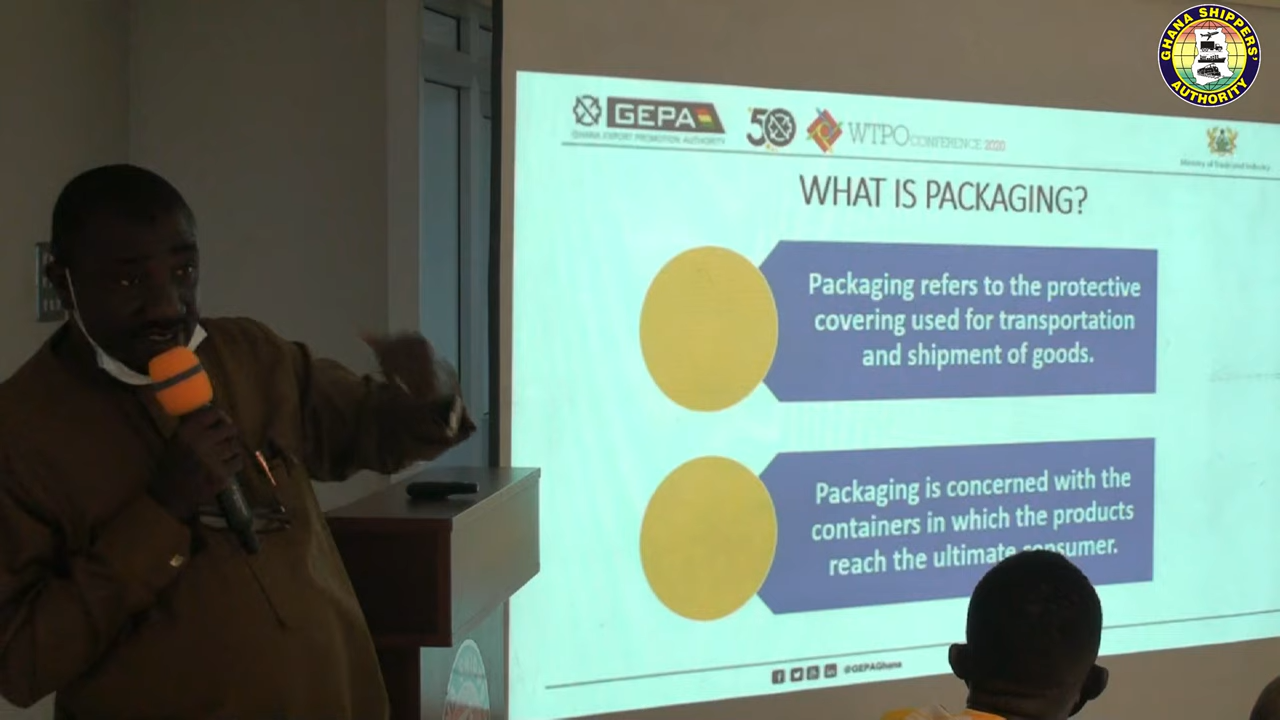 GHANA SHIPPERS' AUTHORITY
GEPA
GHANA EXPORT PROMOTION AUTHORITY
50
WTPO CONFERENCE 2020
Ministry of Trade and Industry
WHAT IS PACKAGING?
Packaging refers to the protective
covering used for transportation
and shipment of goods.
Packaging is concerned with the
containers in which the products
reach the ultimate consumer.
@GEPAGhana